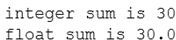 integer sum is 30
float sum is 30.0